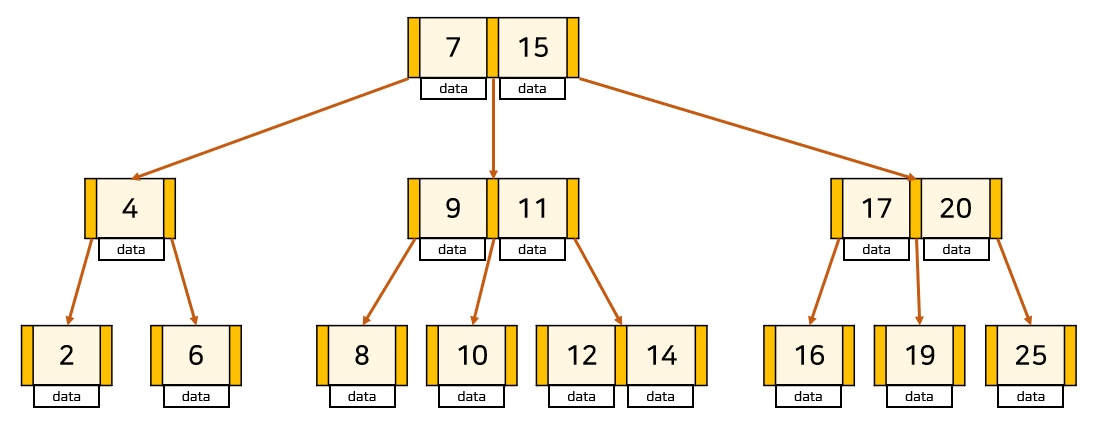 7 15
data data
4 9 11 17 20
data data data data data
2 6 8 10 12 14 16 19 25
data data data data data data data data data